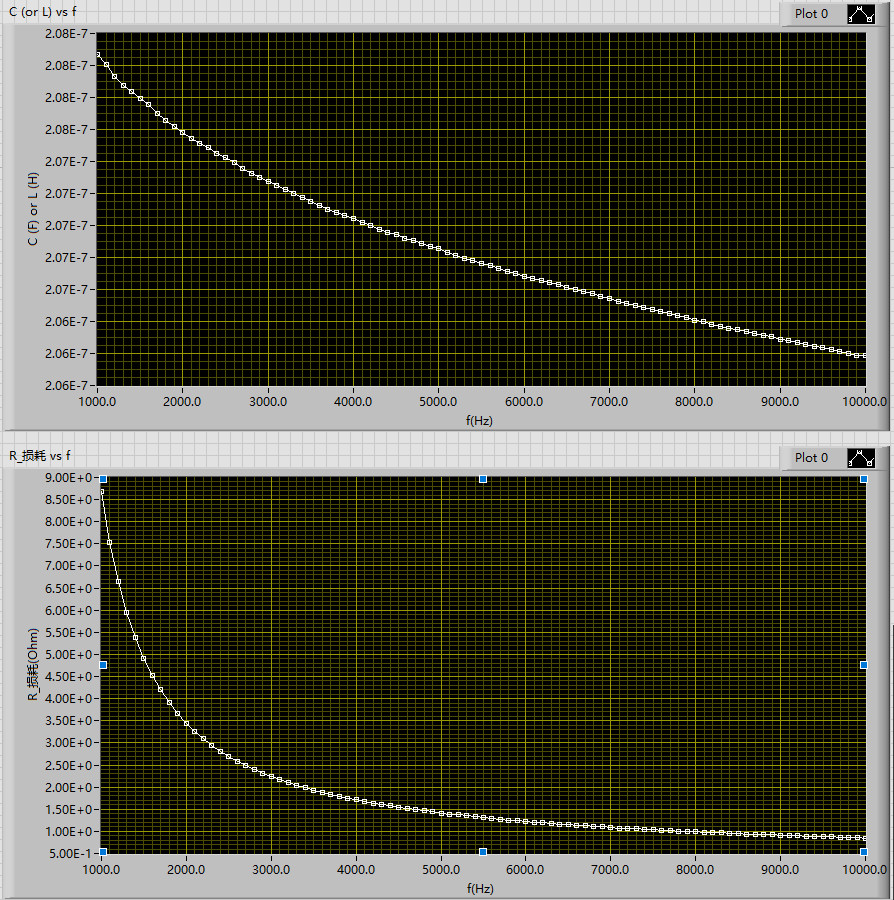 C (or L) vs f
Plot 0
C (F) or L (H)
2.08E-7
2.08E-7
2.08E-7
2.08E-7
2.07E-7
2.07E-7
2.07E-7
2.07E-7
2.07E-7
2.06E-7
2.06E-7
2.06E-7
1000.0 2000.0 3000.0 4000.0 5000.0 6000.0 7000.0 8000.0 9000.0 10000.0
f(Hz)
R_损耗 vs f
Plot 0
R_损耗(Ohm)
9.00E+0
8.50E+0
8.00E+0
7.50E+0
7.00E+0
6.50E+0
6.00E+0
5.50E+0
5.00E+0
4.50E+0
4.00E+0
3.50E+0
3.00E+0
2.50E+0
2.00E+0
1.50E+0
1.00E+0
5.00E-1
1000.0 2000.0 3000.0 4000.0 5000.0 6000.0 7000.0 8000.0 9000.0 10000.0
f(Hz)